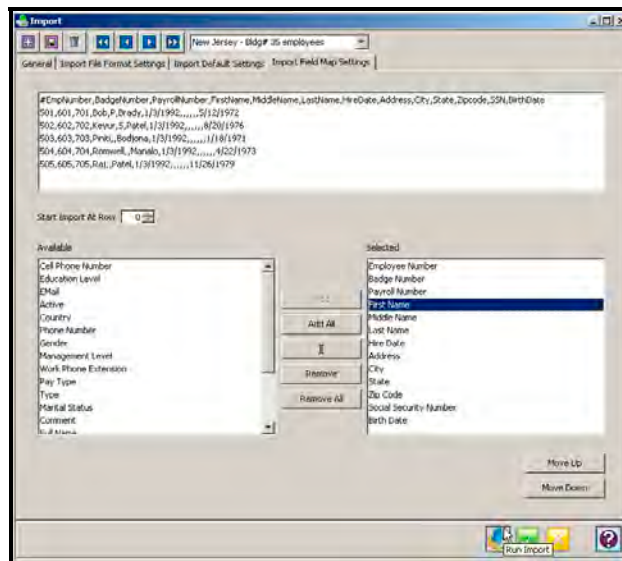 Import
New Jersey - Bldg# 35 employees
General | Import File Format Settings | Import Default Settings | Import Field Map Settings
#EmpNumber,BadgeNumber,PayrollNumber,FirstName,MiddleName,LastName,HireDate,Address,City,State,Zipcode,SSN,BirthDate
501,601,701,Bob,P,Brady,1/3/1992,,,,,,5/12/1972
502,602,702,Keyur,S,Patel,1/3/1992,,,,,,8/20/1976
503,603,703,Pinki,,Bodjona,1/3/1992,,,,,,1/18/1971
504,604,704,Romwell,,Manalo,1/3/1992,,,,,,4/22/1973
505,605,705,Raj,,Patel,1/3/1992,,,,,,11/26/1979
Start Import At Row 0
Available
Cell Phone Number
Education Level
EMail
Active
Country
Phone Number
Gender
Management Level
Work Phone Extension
Pay Type
Type
Marital Status
Comment
Full Name
Add
Add All
I
Remove
Remove All
Selected
Employee Number
Badge Number
Payroll Number
First Name
Middle Name
Last Name
Hire Date
Address
City
State
Zip Code
Social Security Number
Birth Date
Move Up
Move Down
Run Import